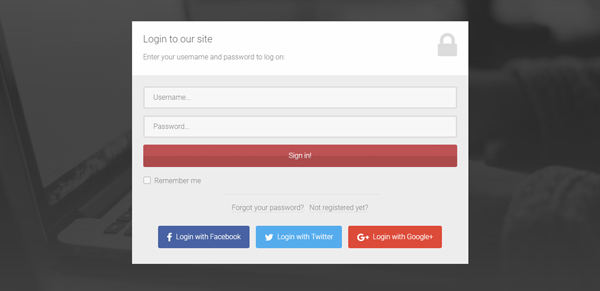 Login to our site
Enter your username and password to log on:
Username...
Password...
Sign in!
Remember me
Forgot your password? Not registered yet?
Login with Facebook Login with Twitter Login with Google+